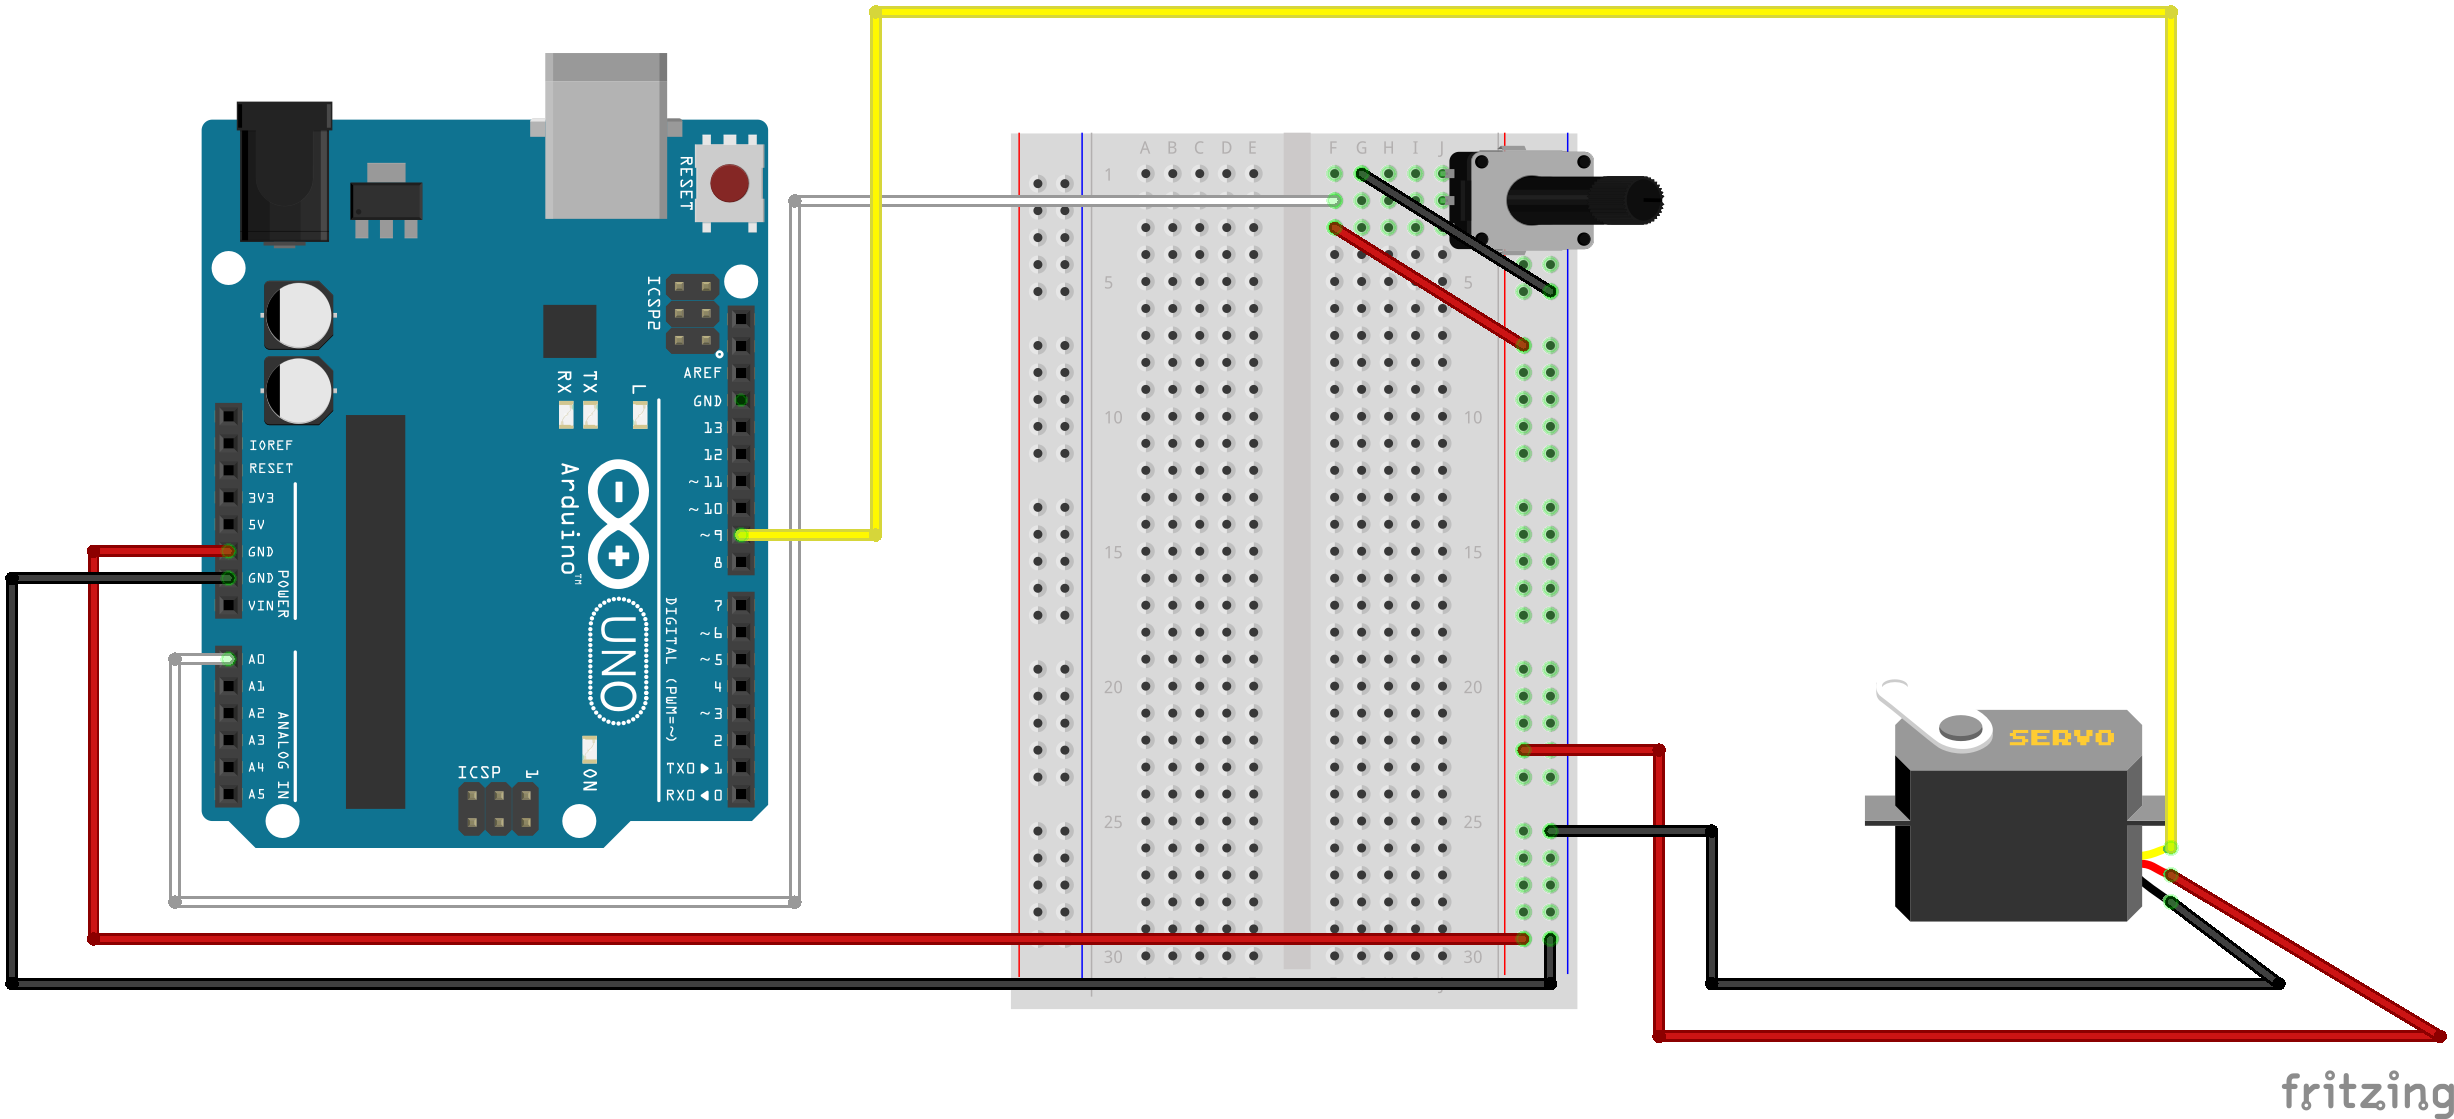 A B C D E F G H I J
1
5 5
10 10
15 15
20 20
25 25
30 30
RESET
ICSP2
AREF
GND
13
12
~11
~10
~9
8
7
~6
~5
4
~3
2
TX0▶1
RX0◀0
DIGITAL (PWM=~)
RX
TX
L
Arduino™
UNO
ON
ICSP
1
IOREF
RESET
3V3
5V
GND
GND
VIN
POWER
A0
A1
A2
A3
A4
A5
ANALOG IN
SERVO
fritzing